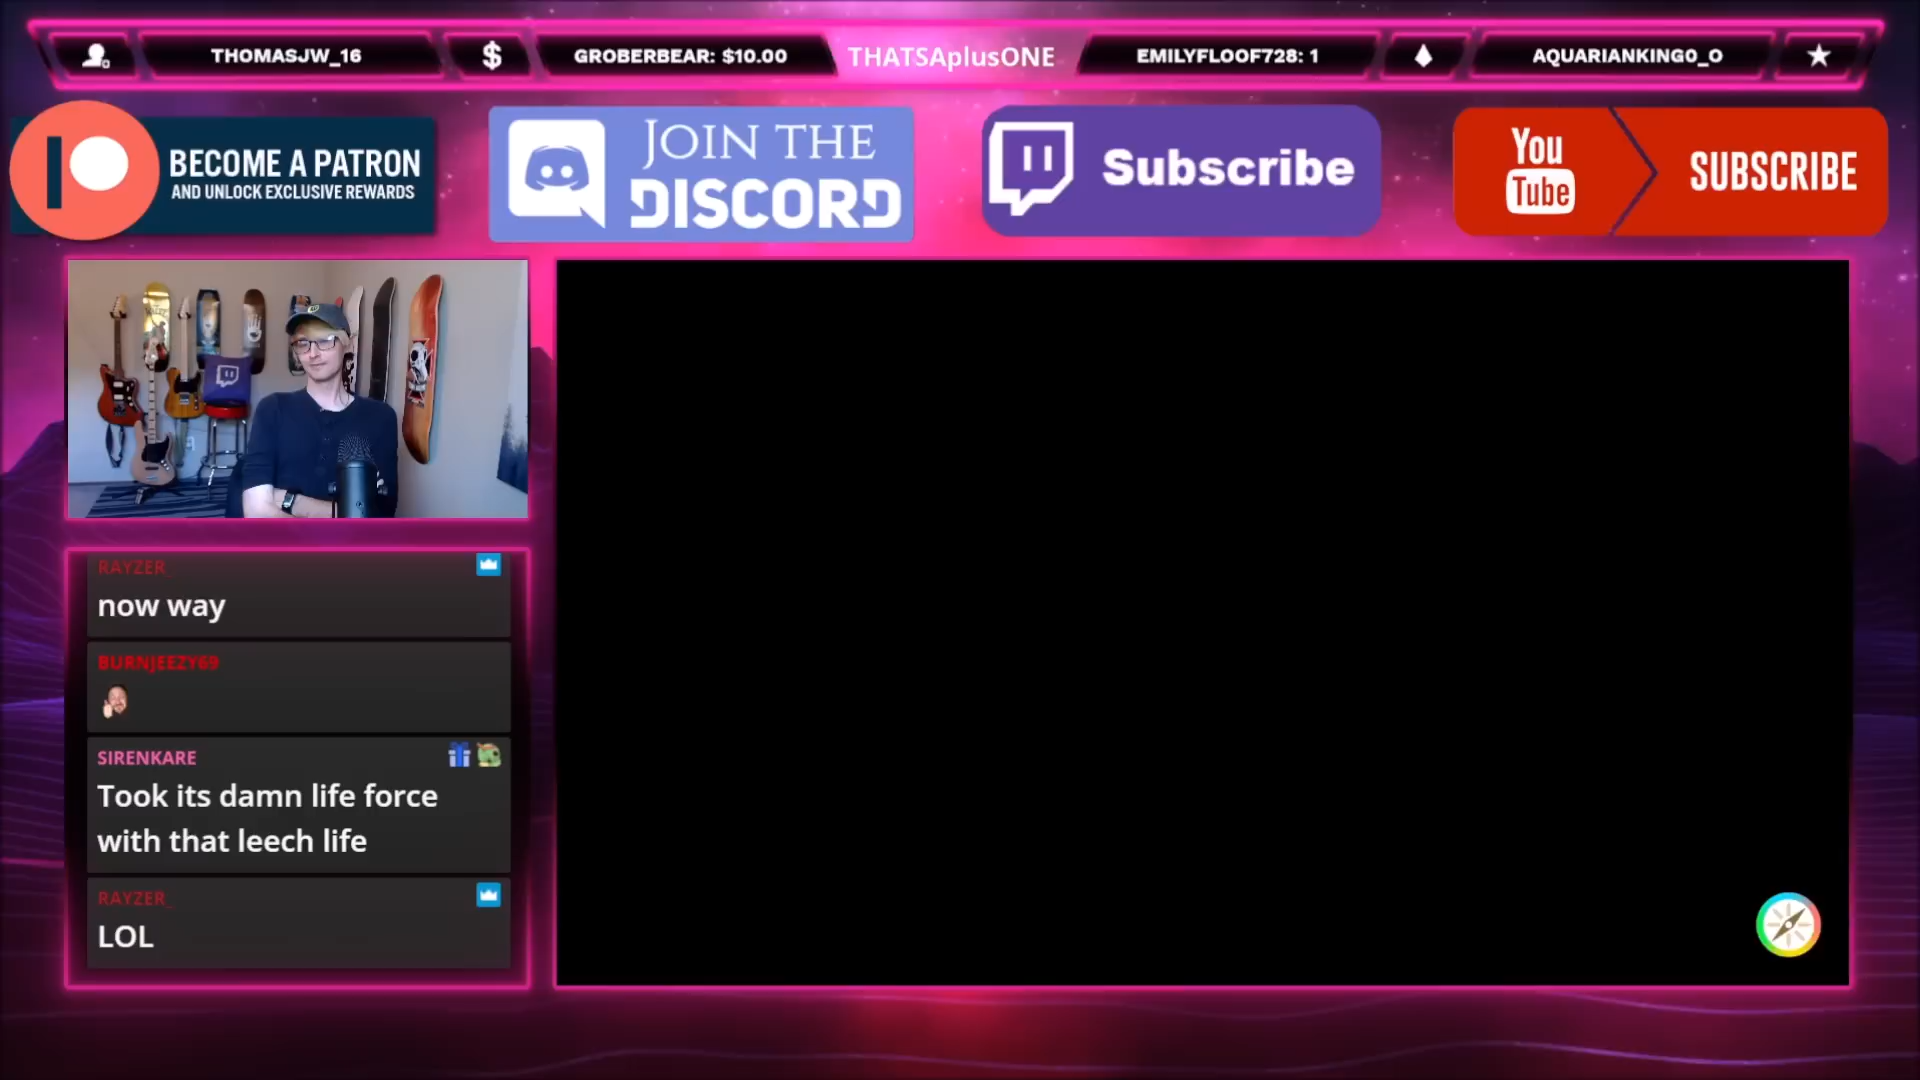 THOMASJW_16
$
GROBERBEAR: $10.00
THATSAplusONE
EMILYFLOOF728: 1
AQUARIANKING0_O
BECOME A PATRON
AND UNLOCK EXCLUSIVE REWARDS
JOIN THE
DISCORD
Subscribe
You
Tube
SUBSCRIBE
RAYZER_
now way
BURNJEEZY69
SIRENKARE
Took its damn life force
with that leech life
RAYZER_
LOL